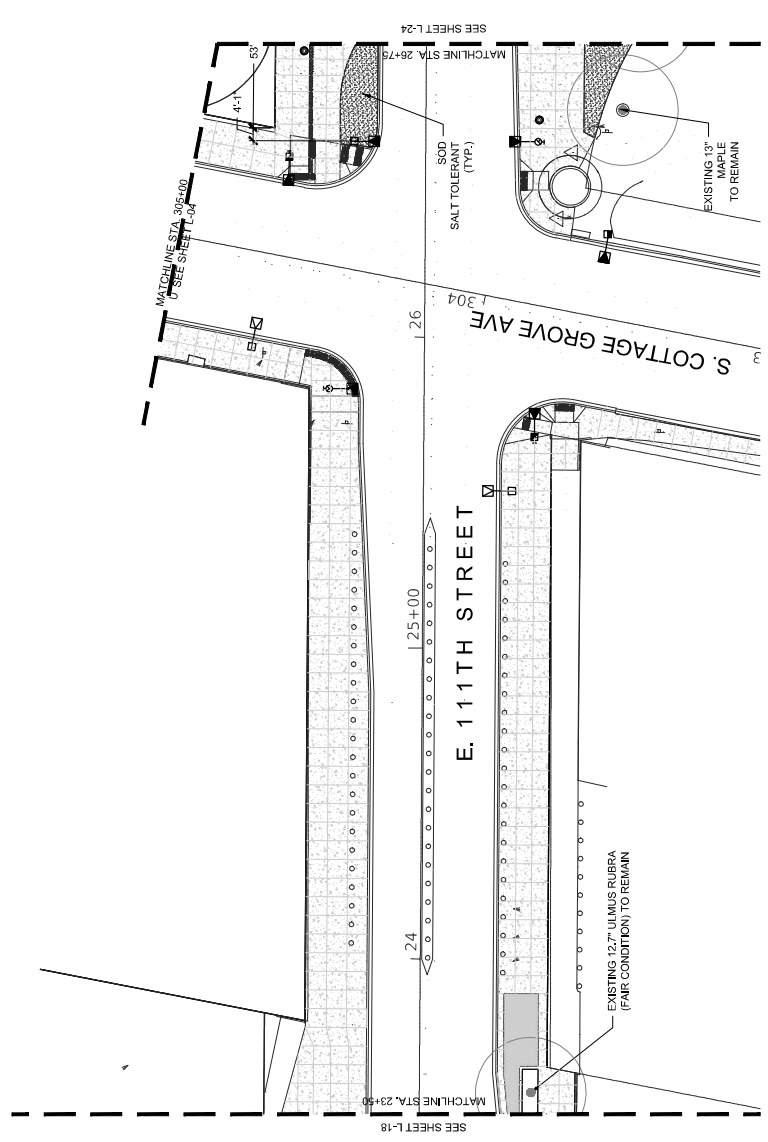 SEE SHEET L-24
MATCHLINE STA. 26+75
53'
4'-1"
SOD
SALT TOLERANT
(TYP.)
EXISTING 13"
MAPLE
TO REMAIN
MATCHLINE STA. 305+00
SEE SHEET L-04
304
26
S. COTTAGE GROVE AVE
3
E. 111TH STREET
25+00
24
EXISTING 12.7" ULMUS RUBRA
(FAIR CONDITION) TO REMAIN
MATCHLINE STA. 23+50
SEE SHEET L-18